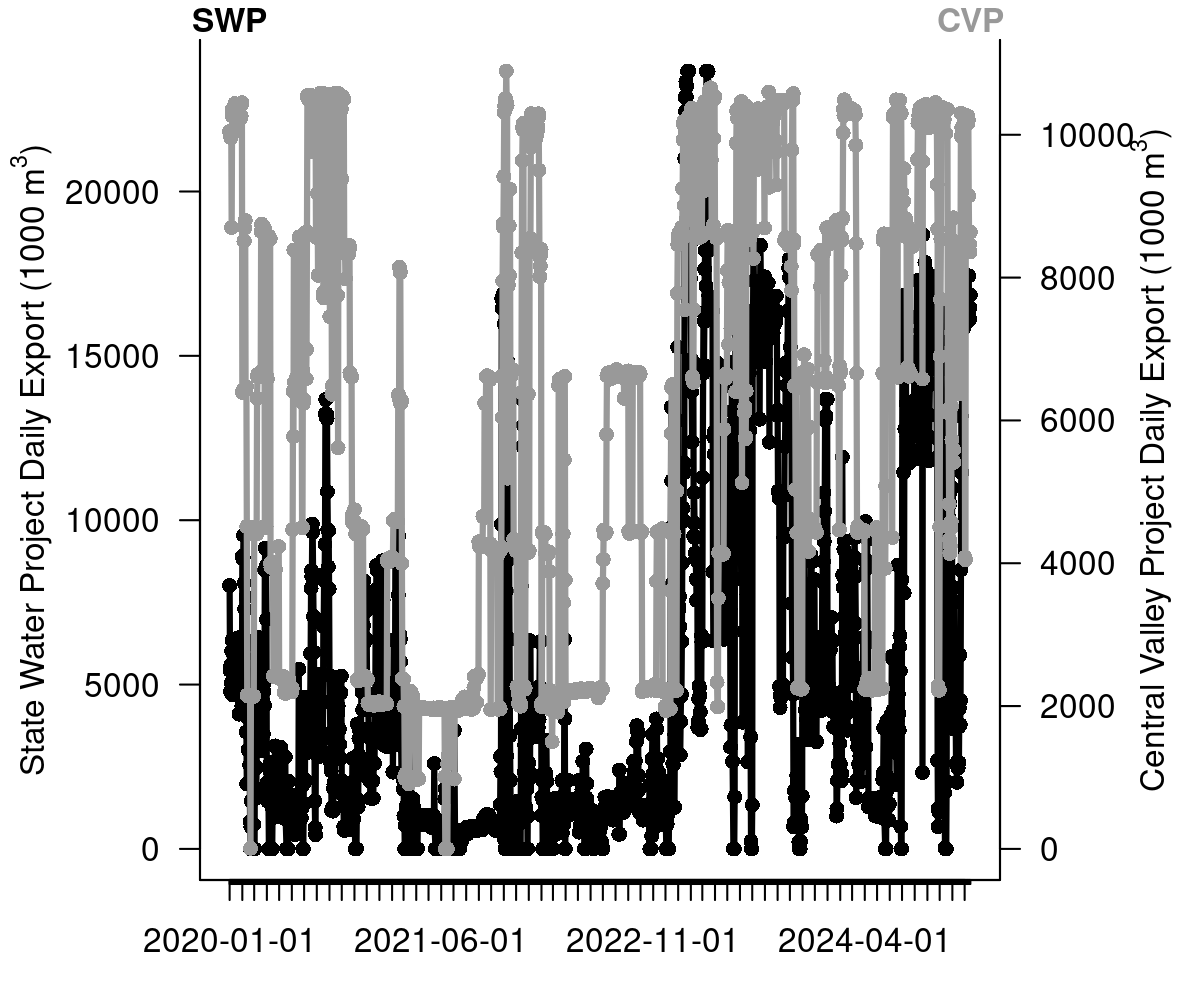 SWP
CVP
State Water Project Daily Export (1000 m³)
20000
15000
10000
5000
0
10000
8000
6000
4000
2000
0
Central Valley Project Daily Export (1000 m³)
2020-01-01 2021-06-01 2022-11-01 2024-04-01